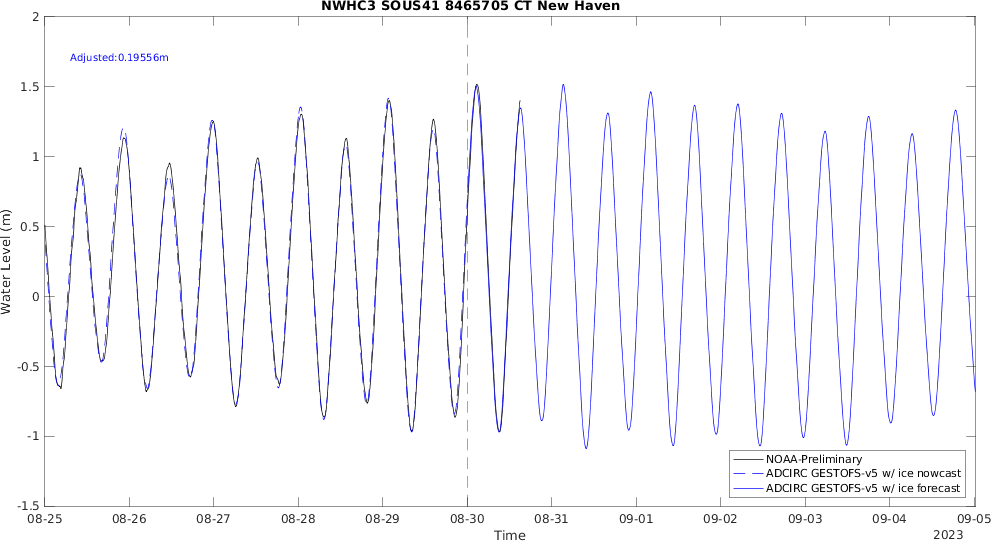 NWHC3 SOUS41 8465705 CT New Haven
2
Adjusted:0.19556m
1.5
1
0.5
0
-0.5
-1
-1.5
Water Level (m)
NOAA-Preliminary
ADCIRC GESTOFS-v5 w/ ice nowcast
ADCIRC GESTOFS-v5 w/ ice forecast
08-25 08-26 08-27 08-28 08-29 08-30 08-31 09-01 09-02 09-03 09-04 09-05
Time
2023